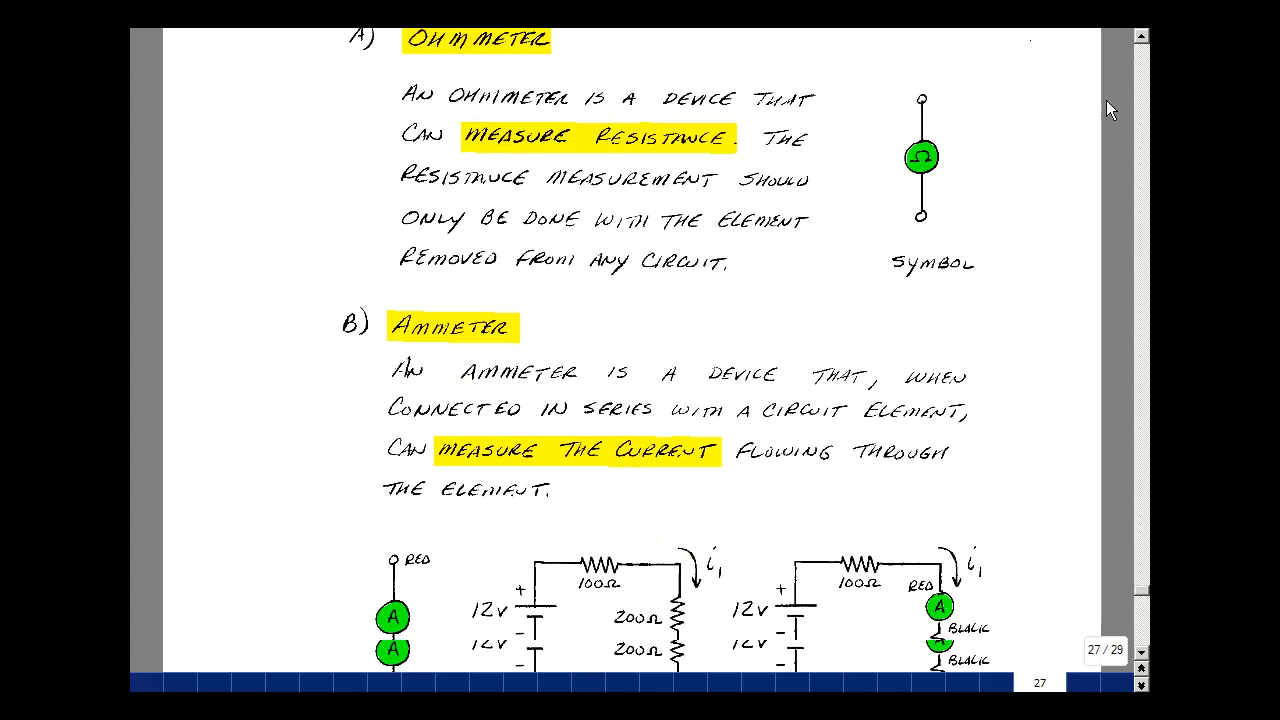 A) OHMMETER
AN OHMMETER IS A DEVICE THAT
CAN MEASURE RESISTANCE. THE
RESISTANCE MEASUREMENT SHOULD
ONLY BE DONE WITH THE ELEMENT
REMOVED FROM ANY CIRCUIT.
Ω
SYMBOL
B) AMMETER
AN AMMETER IS A DEVICE THAT, WHEN
CONNECTED IN SERIES WITH A CIRCUIT ELEMENT,
CAN MEASURE THE CURRENT FLOWING THROUGH
THE ELEMENT.
RED
A
A
i1
100Ω
+
12V
-
12V
-
200Ω
200Ω
i1
100Ω
RED
+
12V
-
12V
-
A
BLACK
BLACK
27 / 29
27